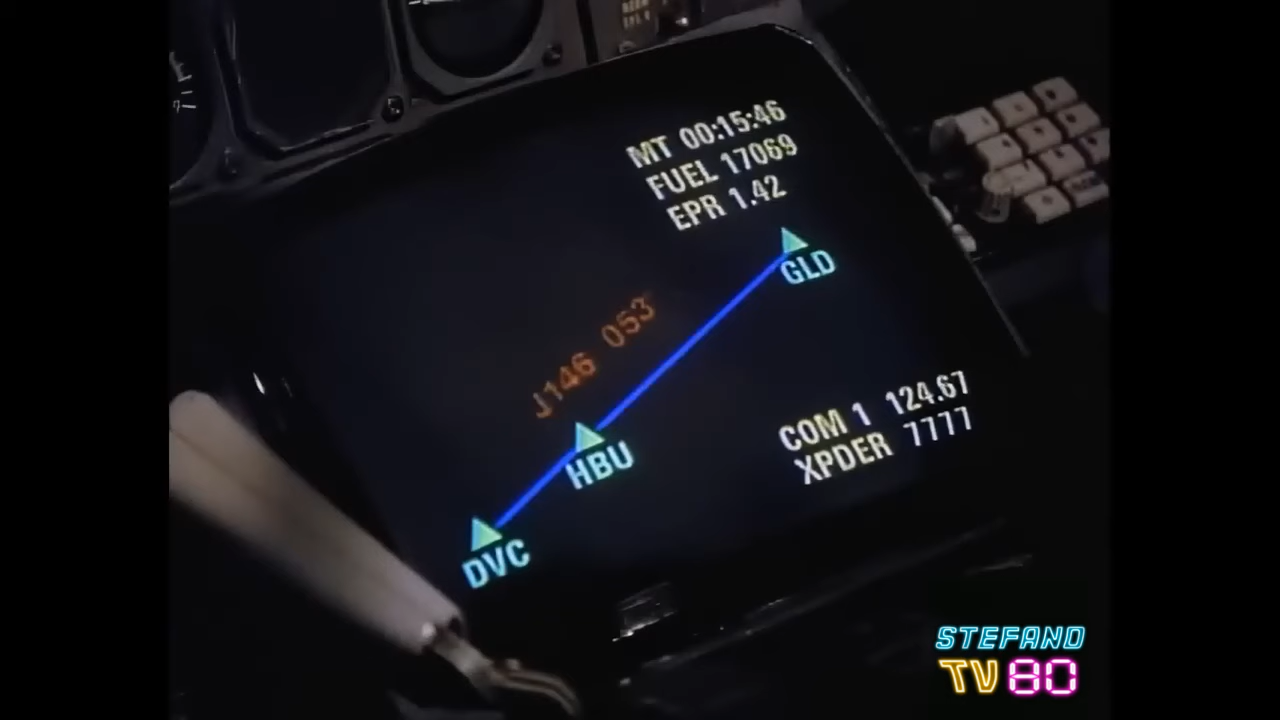 MT 00:15:46
FUEL 17069
EPR 1.42
GLD
J146 053
HBU
DVC
COM 1 124.67
XPDER 7777
STEFAND
TV80